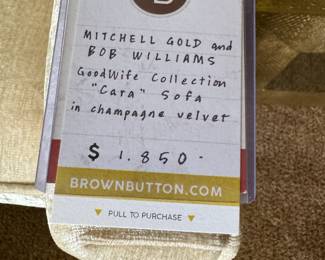 MITCHELL GOLD and
BOB WILLIAMS
GoodWife Collection
"Cara" Sofa
in champagne velvet
$ 1.850-
BROWNBUTTON.COM
PULL TO PURCHASE